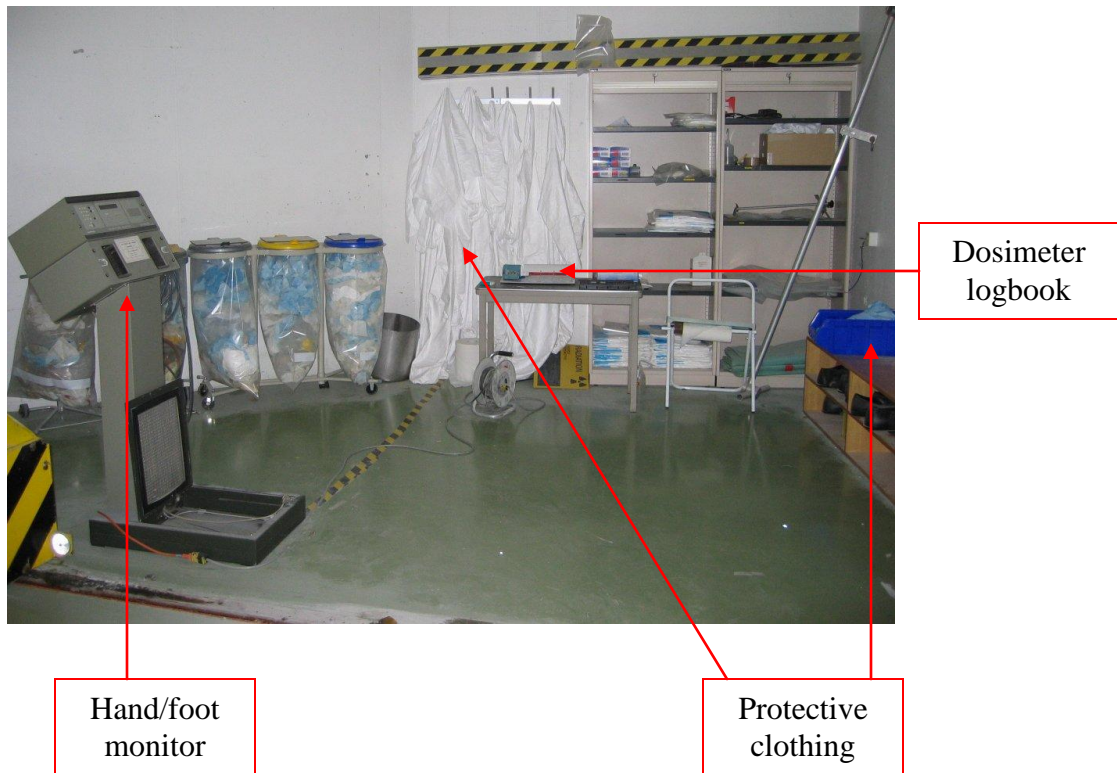 Dosimeter
logbook
Hand/foot
monitor
Protective
clothing